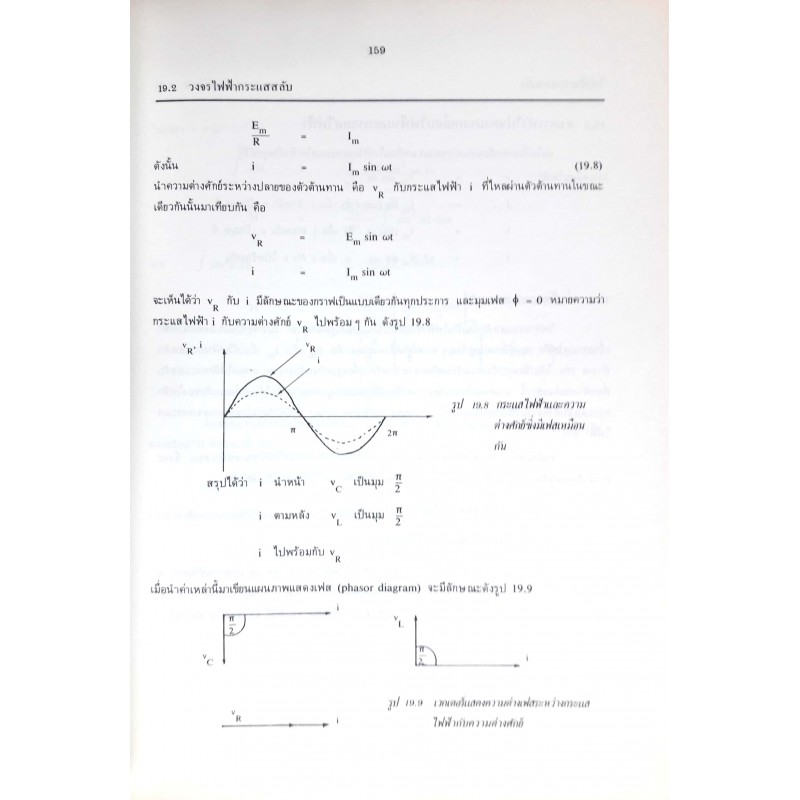 159
19.2 วงจรไฟฟ้ากระแสสลับ
E_m/R = I_m
ดังนั้น i = I_m sin ωt (19.8)
นำความต่างศักย์ระหว่างปลายของตัวต้านทาน คือ v_R กับกระแสไฟฟ้า i ที่ไหลผ่านตัวต้านทานในขณะ
เดียวกันนั้นมาเทียบกัน คือ
v_R = E_m sin ωt
i = I_m sin ωt
จะเห็นได้ว่า v_R กับ i มีลักษณะของกราฟเป็นแบบเดียวกันทุกประการ และมุมเฟส ϕ = 0 หมายความว่า
กระแสไฟฟ้า i กับความต่างศักย์ v_R ไปพร้อมๆ กัน ดังรูป 19.8
v_R, i
v_R
i
π
2π
รูป 19.8 กระแสไฟฟ้าและความ
ต่างศักย์ซึ่งมีเฟสเหมือน
กัน
สรุปได้ว่า i นำหน้า v_C เป็นมุม π/2
i ตามหลัง v_L เป็นมุม π/2
i ไปพร้อมกับ v_R
เมื่อนำค่าเหล่านี้มาเขียนแผนภาพแสดงเฟส (phasor diagram) จะมีลักษณะดังรูป 19.9
i
π/2
v_C
v_L
π/2
i
v_R
i
รูป 19.9 เวคเตอร์แสดงความต่างเฟสระหว่างกระแส
ไฟฟ้ากับความต่างศักย์